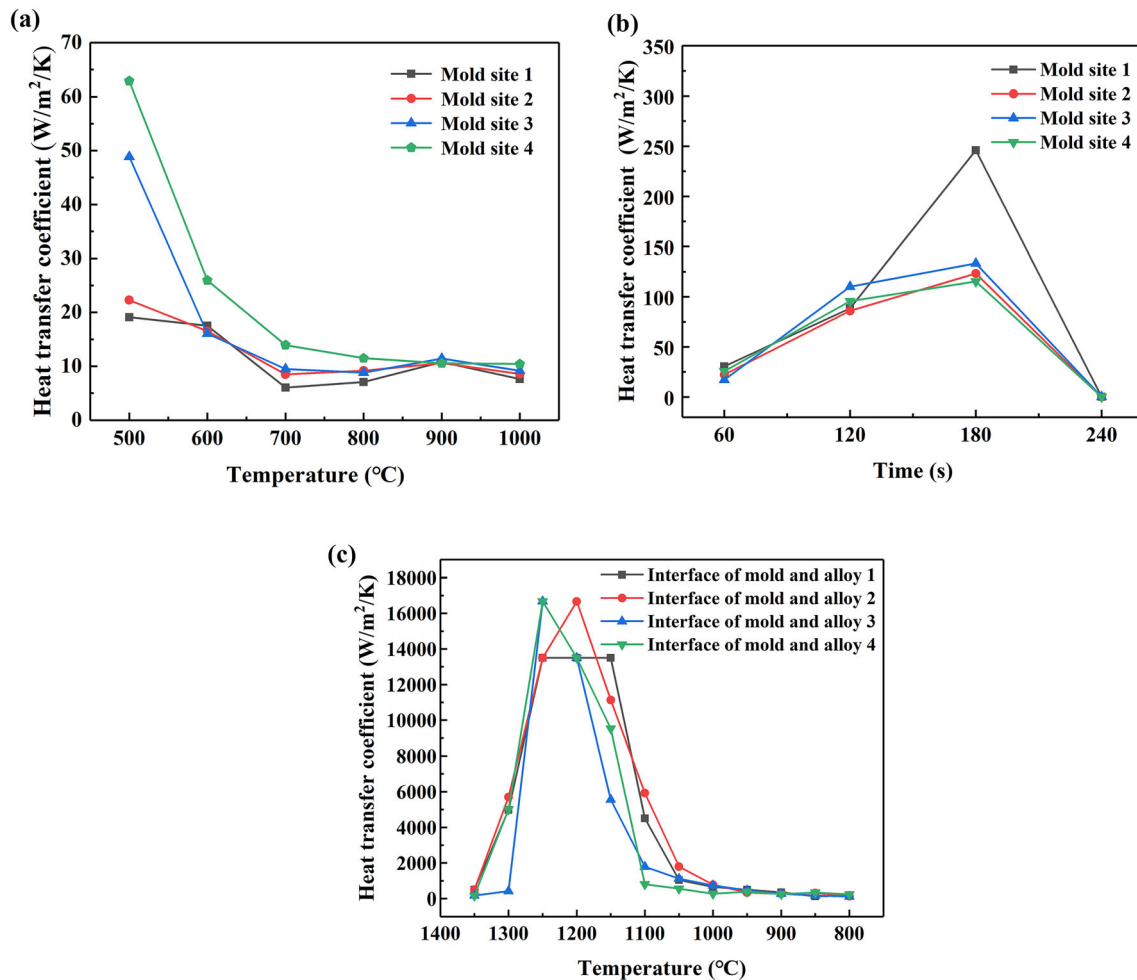 (a)
70
60
50
40
30
20
10
0
Heat transfer coefficient (W/m²/K)
Mold site 1
Mold site 2
Mold site 3
Mold site 4
500 600 700 800 900 1000
Temperature (℃)
(b)
350
300
250
200
150
100
50
0
Heat transfer coefficient (W/m²/K)
Mold site 1
Mold site 2
Mold site 3
Mold site 4
60 120 180 240
Time (s)
(c)
18000
16000
14000
12000
10000
8000
6000
4000
2000
0
Heat transfer coefficient (W/m²/K)
Interface of mold and alloy 1
Interface of mold and alloy 2
Interface of mold and alloy 3
Interface of mold and alloy 4
1400 1300 1200 1100 1000 900 800
Temperature (℃)